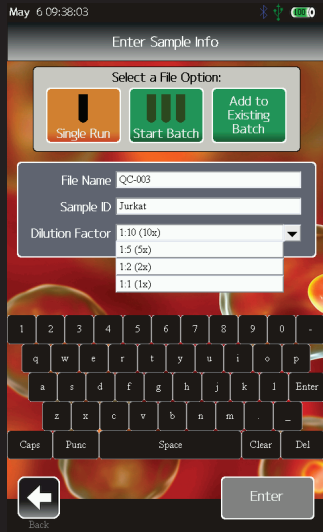 May 6 09:38:03
100
Enter Sample Info
Select a File Option:
Single Run
Start Batch
Add to
Existing
Batch
File Name QC-003
Sample ID Jurkat
Dilution Factor 1:10 (10x)
1:5 (5x)
1:2 (2x)
1:1 (1x)
1 2 3 4 5 6 7 8 9 0 -
q w e r t y u i o p
a s d f g h j k l Enter
z x c v b n m . _
Caps Punc Space Clear Del
Back
Enter